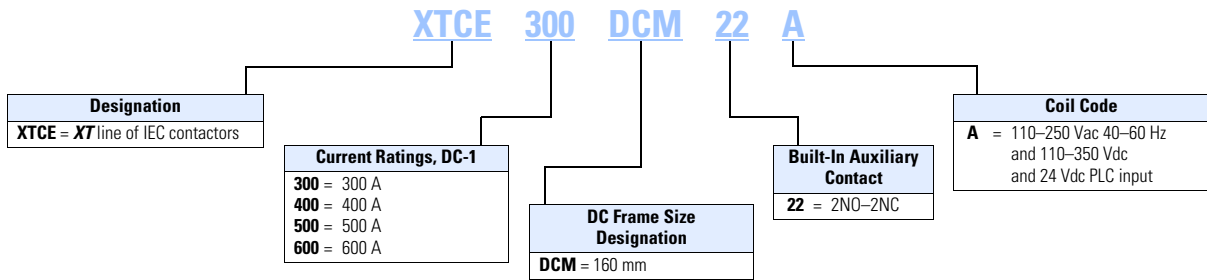 XTCE 300 DCM 22 A
Designation
XTCE = XT line of IEC contactors
Current Ratings, DC-1
300 = 300 A
400 = 400 A
500 = 500 A
600 = 600 A
DC Frame Size
Designation
DCM = 160 mm
Built-In Auxiliary
Contact
22 = 2NO–2NC
Coil Code
A = 110–250 Vac 40–60 Hz
and 110–350 Vdc
and 24 Vdc PLC input